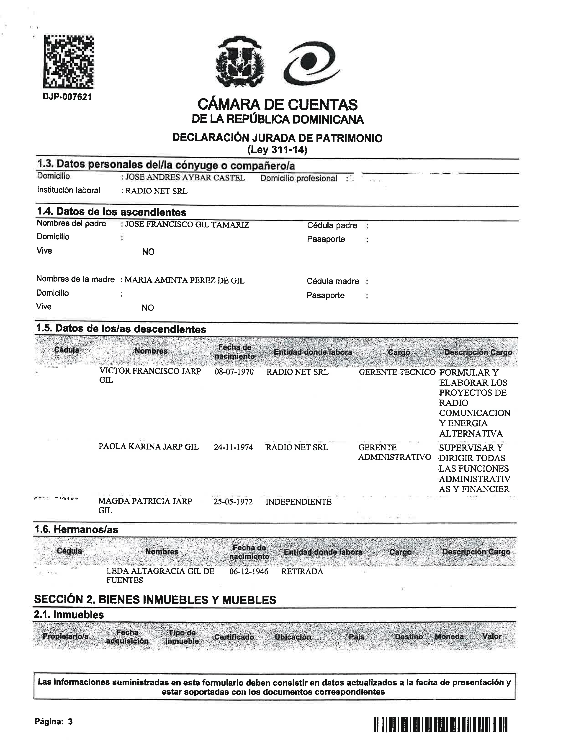 DJP-007621
CÁMARA DE CUENTAS
DE LA REPÚBLICA DOMINICANA
DECLARACIÓN JURADA DE PATRIMONIO
(Ley 311-14)
1.3. Datos personales del/la cónyuge o compañero/a
Domicilio : JOSE ANDRES AYBAR CASTEL Domicilio profesional :
Institución laboral : RADIO NET SRL
1.4. Datos de los ascendientes
Nombres del padre : JOSE FRANCISCO GIL TAMARIZ Cédula padre :
Domicilio : Pasaporte :
Vive NO
Nombres de la madre : MARIA AMINTA PEREZ DE GIL Cédula madre :
Domicilio : Pasaporte :
Vive NO
1.5. Datos de los/as descendientes
Cédula Nombres Fecha de nacimiento Entidad donde labora Cargo Descripción Cargo
VICTOR FRANCISCO JARP GIL 08-07-1970 RADIO NET SRL GERENTE TECNICO FORMULAR Y
ELABORAR LOS
PROYECTOS DE
RADIO
COMUNICACION
Y ENERGIA
ALTERNATIVA
PAOLA KARINA JARP GIL 24-11-1974 RADIO NET SRL GERENTE ADMINISTRATIVO SUPERVISAR Y
DIRIGIR TODAS
LAS FUNCIONES
ADMINISTRATIV
AS Y FINANCIER
MAGDA PATRICIA JARP GIL 25-05-1972 INDEPENDIENTE
1.6. Hermanos/as
Cédula Nombres Fecha de nacimiento Entidad donde labora Cargo Descripción Cargo
LEDA ALTAGRACIA GIL DE FUENTES 06-12-1946 RETIRADA
SECCIÓN 2. BIENES INMUEBLES Y MUEBLES
2.1. Inmuebles
Propietario/a Fecha adquisición Tipo de inmueble Certificado Ubicación País Destino Moneda Valor
Las informaciones suministradas en este formulario deben consistir en datos actualizados a la fecha de presentación y
estar soportadas con los documentos correspondientes
Página: 3